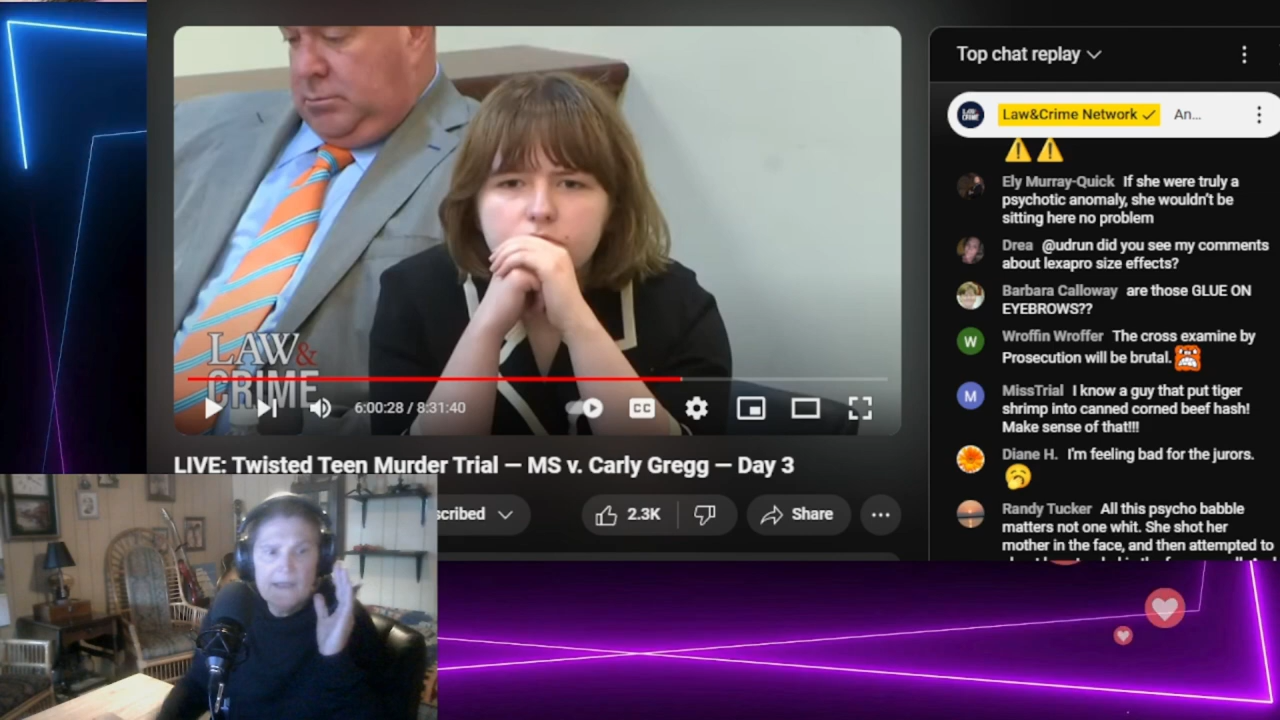 LAW&
CRIME
6:00:28 / 8:31:40
CC
LIVE: Twisted Teen Murder Trial — MS v. Carly Gregg — Day 3
scribed
2.3K
Share
Top chat replay
LAW&
CRIME
Law&Crime Network
An...
Ely Murray-Quick If she were truly a
psychotic anomaly, she wouldn't be
sitting here no problem
Drea @udrun did you see my comments
about lexapro size effects?
Barbara Calloway are those GLUE ON
EYEBROWS??
W
Wroffin Wroffer The cross examine by
Prosecution will be brutal.
M
MissTrial I know a guy that put tiger
shrimp into canned corned beef hash!
Make sense of that!!!
Diane H. I'm feeling bad for the jurors.
Randy Tucker All this psycho babble
matters not one whit. She shot her
mother in the face, and then attempted to